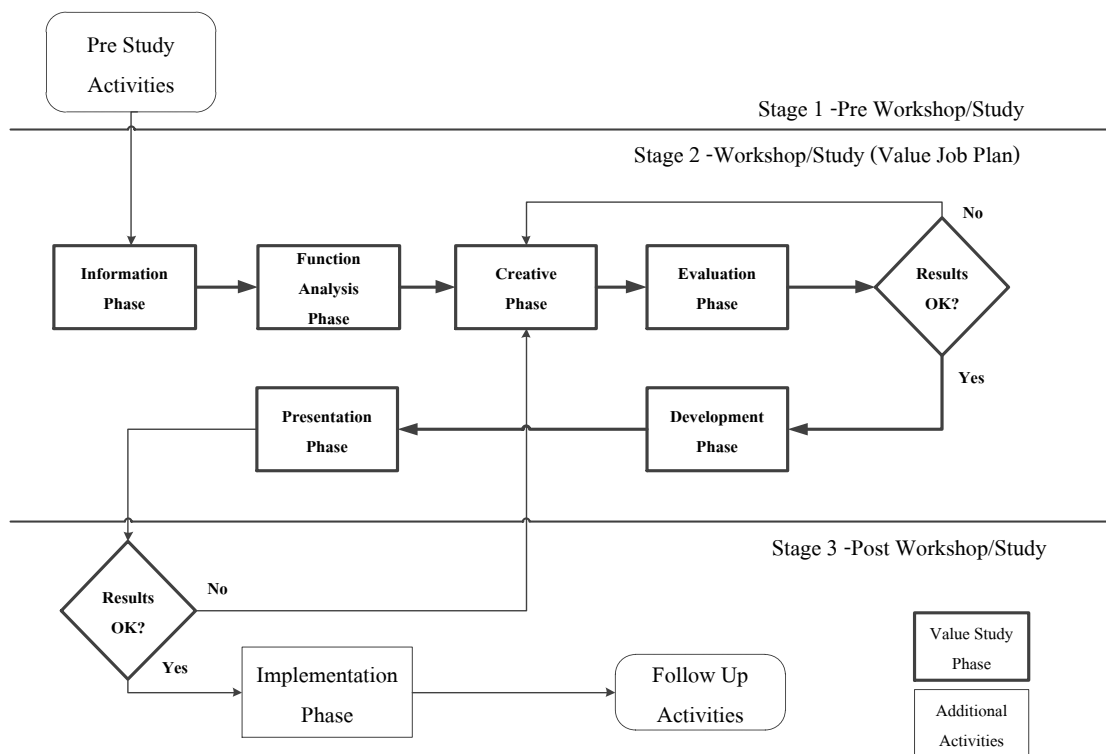 Pre Study
Activities
Stage 1 -Pre Workshop/Study
Stage 2 -Workshop/Study (Value Job Plan)
No
Information
Phase
Function
Analysis
Phase
Creative
Phase
Evaluation
Phase
Results
OK?
Yes
Presentation
Phase
Development
Phase
Stage 3 -Post Workshop/Study
Results
OK?
No
Yes
Implementation
Phase
Follow Up
Activities
Value Study
Phase
Additional
Activities